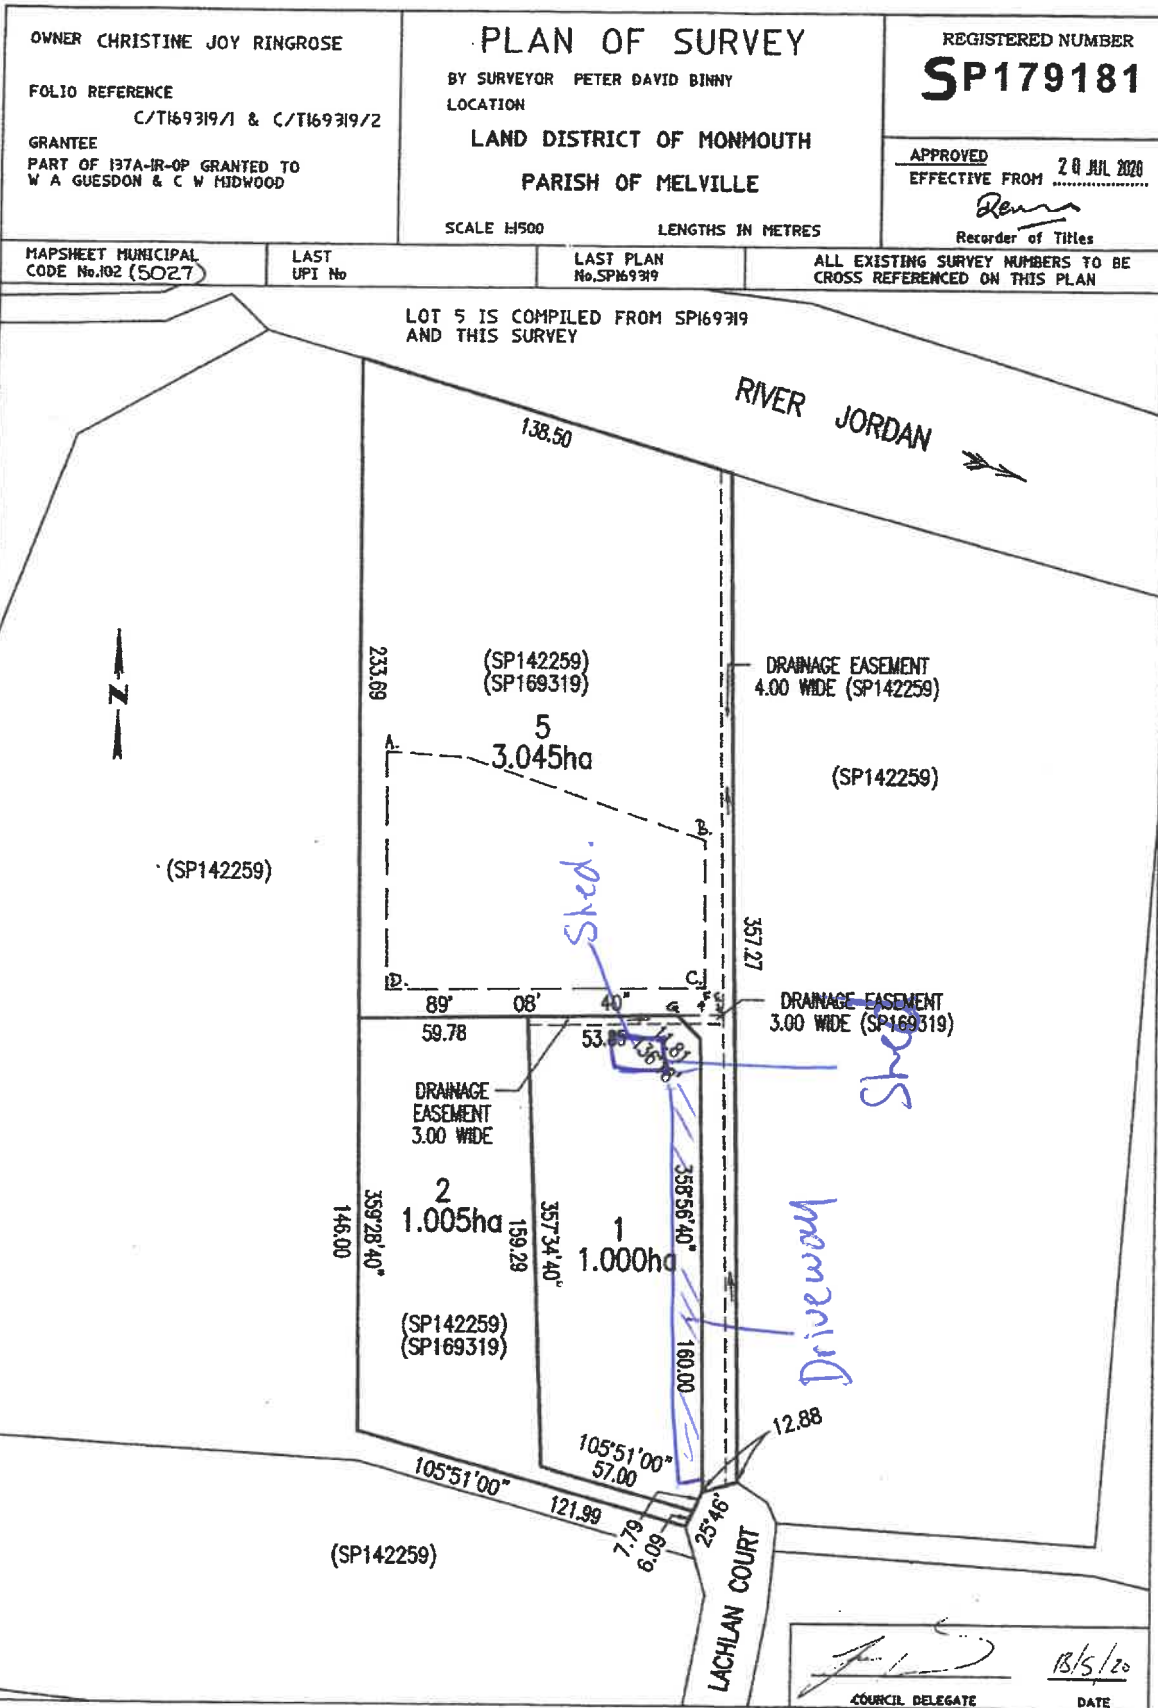 OWNER CHRISTINE JOY RINGROSE
FOLIO REFERENCE
C/T169319/1 & C/T169319/2
GRANTEE
PART OF 137A-1R-0P GRANTED TO
W A GUESDON & C W MIDWOOD
PLAN OF SURVEY
BY SURVEYOR PETER DAVID BINNY
LOCATION
LAND DISTRICT OF MONMOUTH
PARISH OF MELVILLE
SCALE 1:1500 LENGTHS IN METRES
REGISTERED NUMBER
SP179181
APPROVED
EFFECTIVE FROM 20 JUL 2020
Recorder of Titles
MAPSHEET MUNICIPAL
CODE No.102 (5027)
LAST
UPI No
LAST PLAN
No.SP169319
ALL EXISTING SURVEY NUMBERS TO BE
CROSS REFERENCED ON THIS PLAN
LOT 5 IS COMPILED FROM SP169319
AND THIS SURVEY
RIVER JORDAN
138.50
N
233.69
(SP142259)
(SP169319)
5
3.045ha
DRAINAGE EASEMENT
4.00 WIDE (SP142259)
(SP142259)
A.
B.
(SP142259)
Shed.
357.27
D.
C.
89° 08' 40"
G
59.78
53.85
14.81
136°18'
DRAINAGE EASEMENT
3.00 WIDE (SP169319)
Shed
DRAINAGE
EASEMENT
3.00 WIDE
2
1.005ha
359°28'40"
146.00
159.29
357°34'40"
1
1.000ha
358°56'40"
160.00
Driveway
(SP142259)
(SP169319)
12.88
105°51'00"
57.00
105°51'00"
121.99
7.79
6.09
25°46'
(SP142259)
LACHLAN COURT
18/5/20
COUNCIL DELEGATE
DATE